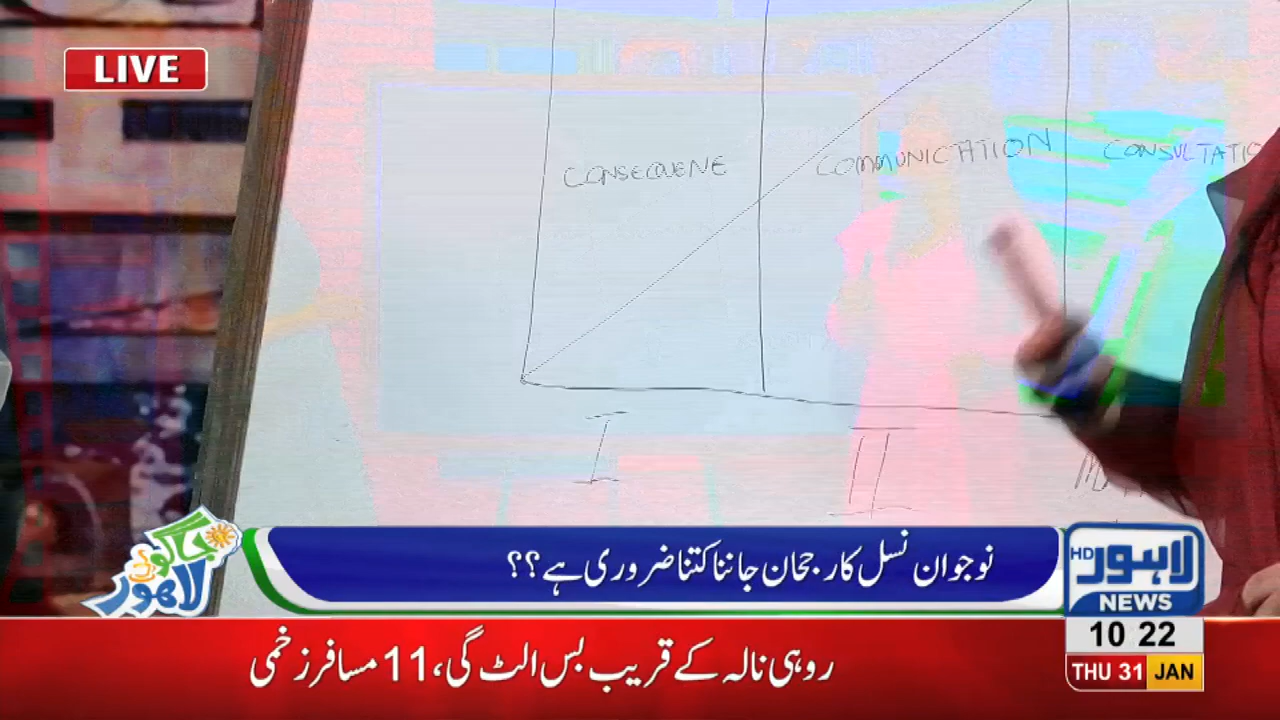 LIVE
CONSEQUENE
COMMUNICATION
CONSULTATIO
I
II
جاگو لاہور
نوجوان نسل کا رجحان جاننا کتنا ضروری ہے؟؟
HD
لاہور
NEWS
10 22
THU 31 JAN
روہی نالہ کے قریب بس الٹ گی، 11 مسافر زخمی